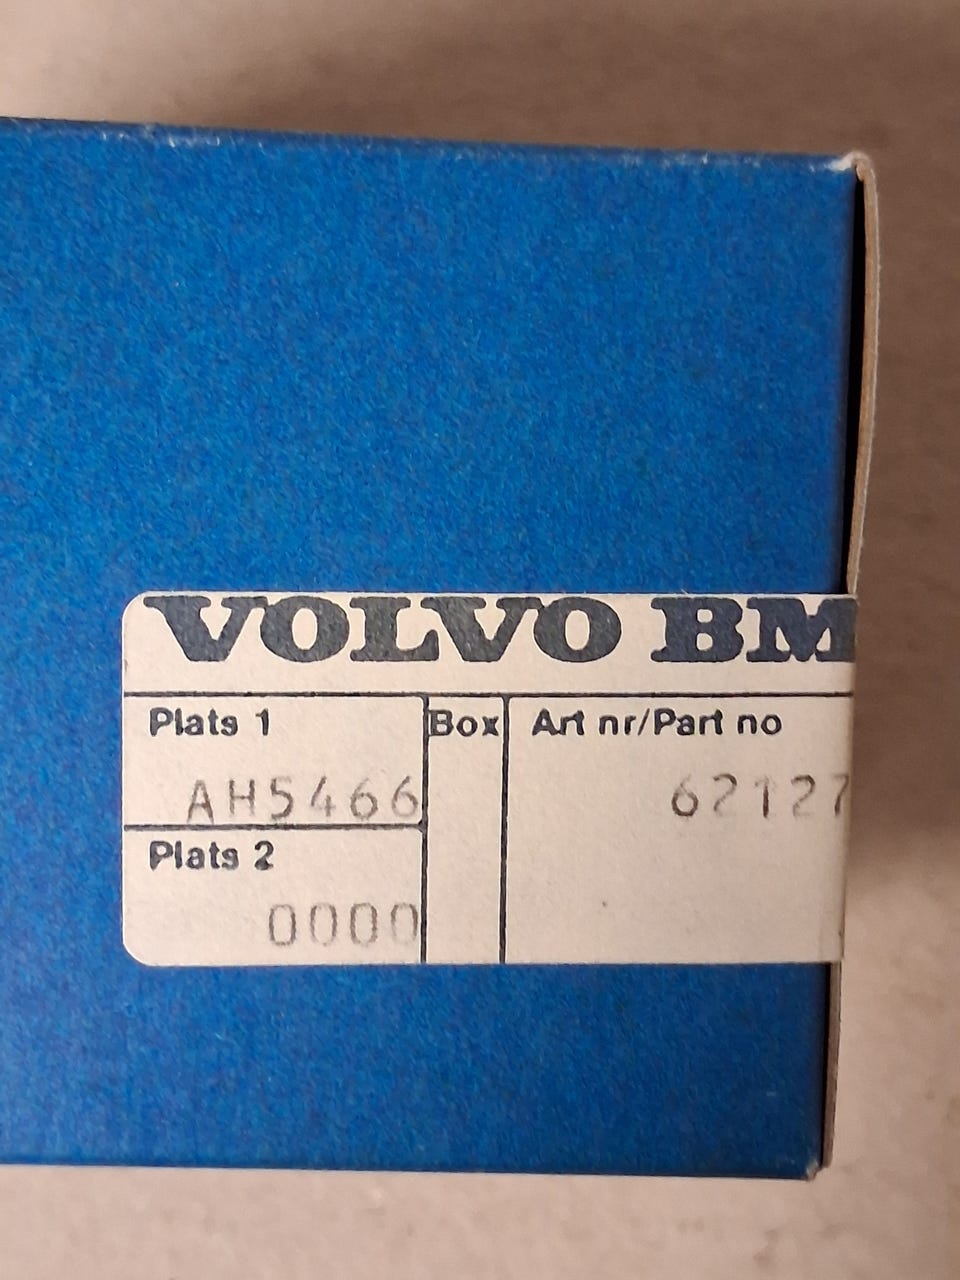 VOLVO BM
Plats 1 Box Art nr/Part no
AH5466 62127
Plats 2
0000